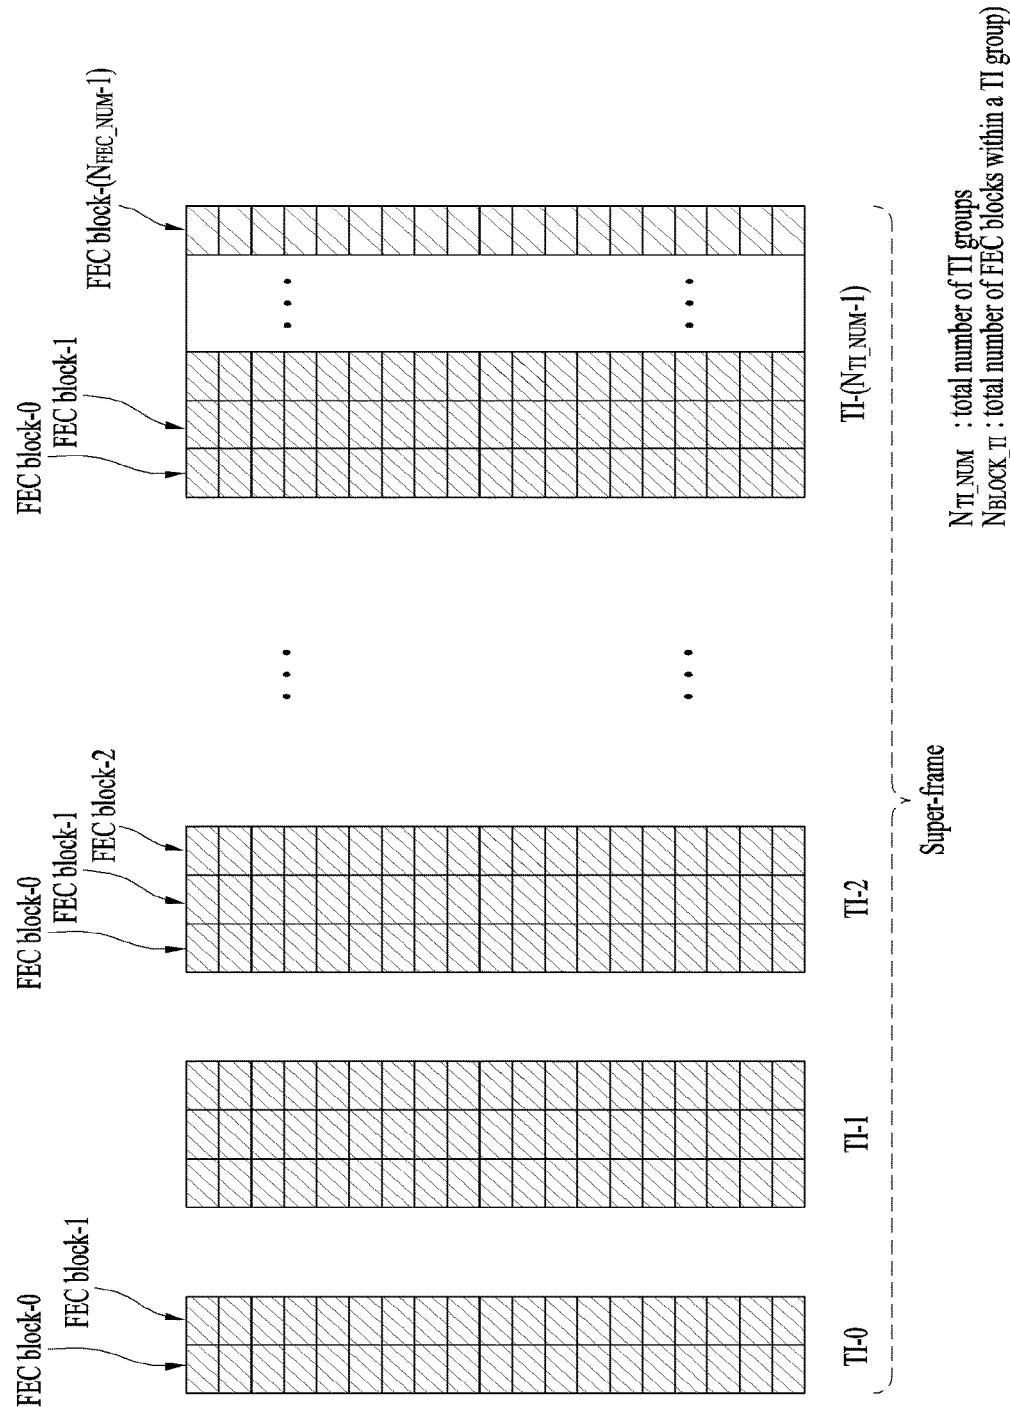 FEC block-0
FEC block-1
FEC block-0
FEC block-1
FEC block-2
FEC block-0
FEC block-1
FEC block-(NFEC_NUM-1)
TI-0
TI-1
TI-2
TI-(NTI_NUM-1)
Super-frame
NTI_NUM : total number of TI groups
NBLOCK_TI : total number of FEC blocks within a TI group)